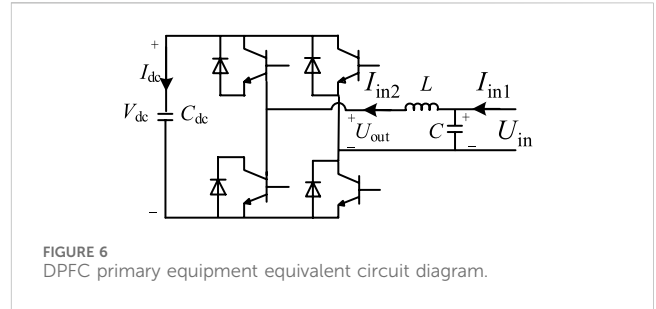 +
I_dc
V_dc
C_dc
−
I_in2
L
I_in1
+
U_out
−
C
+
−
U_in
FIGURE 6
DPFC primary equipment equivalent circuit diagram.